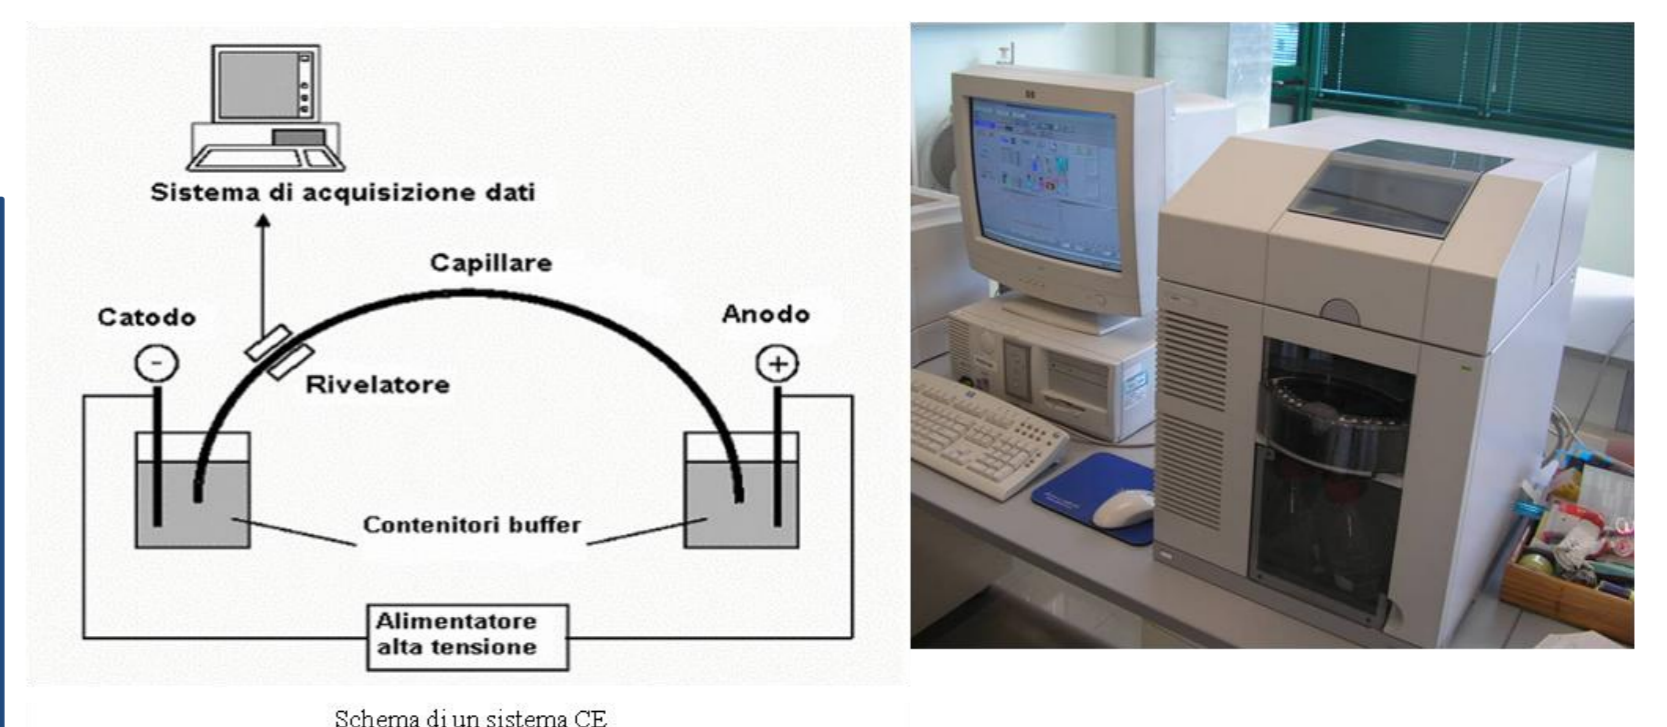 Sistema di acquisizione dati
Capillare
Catodo
Anodo
-
+
Rivelatore
Contenitori buffer
Alimentatore
alta tensione
Schema di un sistema CE